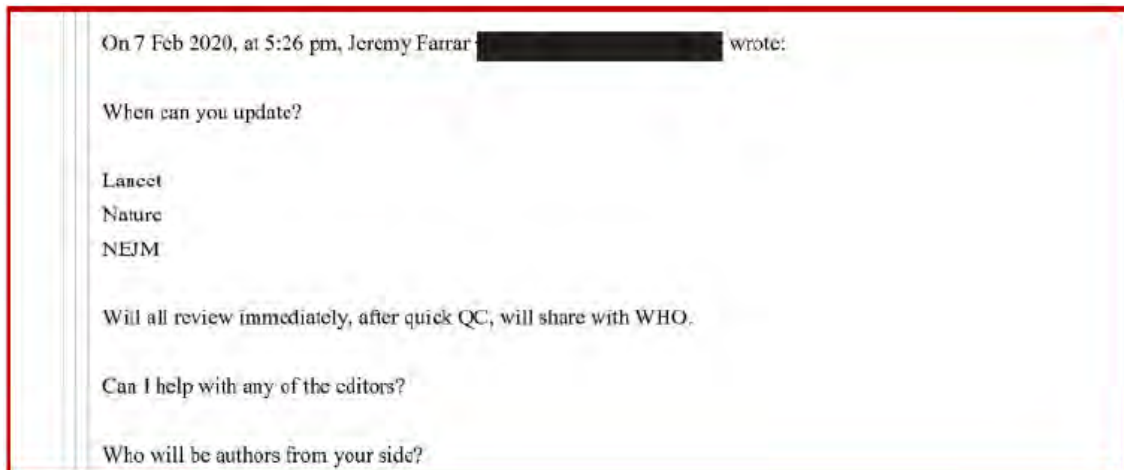 On 7 Feb 2020, at 5:26 pm, Jeremy Farrar wrote:
When can you update?
Lancet
Nature
NEJM
Will all review immediately, after quick QC, will share with WHO.
Can I help with any of the editors?
Who will be authors from your side?